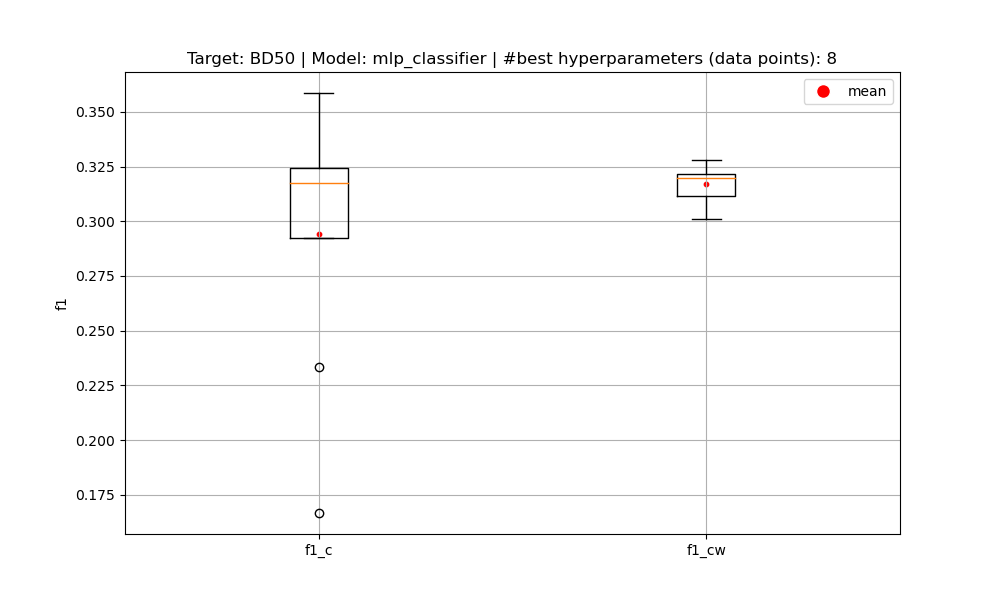 Target: BD50 | Model: mlp_classifier | #best hyperparameters (data points): 8
mean
0.350
0.325
0.300
0.275
0.250
0.225
0.200
0.175
f1
f1_c
f1_cw